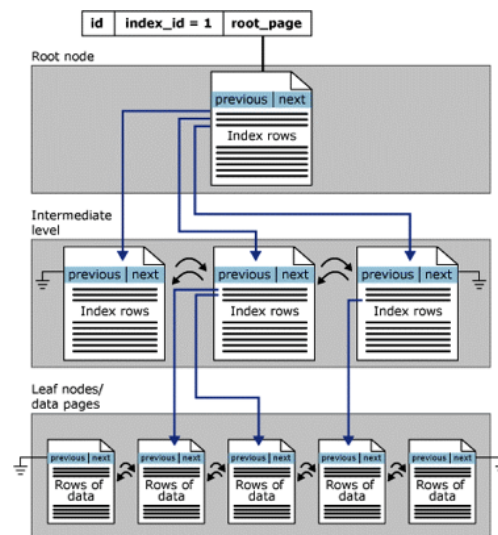 id index_id = 1 root_page
Root node
previous next
Index rows
Intermediate
level
previous next previous next previous next
Index rows Index rows Index rows
Leaf nodes/
data pages
previous next previous next previous next previous next previous next
Rows of Rows of Rows of Rows of Rows of
data data data data data